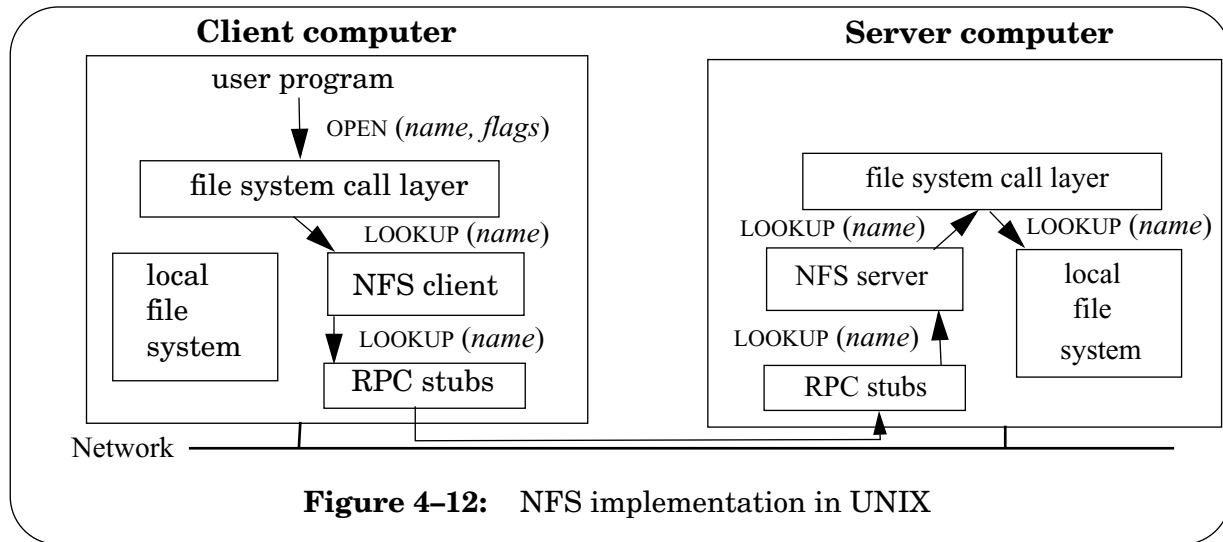 Client computer
user program
OPEN (name, flags)
file system call layer
LOOKUP (name)
local
file
system
NFS client
LOOKUP (name)
RPC stubs
Server computer
file system call layer
LOOKUP (name)
LOOKUP (name)
NFS server
local
file
system
LOOKUP (name)
RPC stubs
Network
Figure 4–12: NFS implementation in UNIX